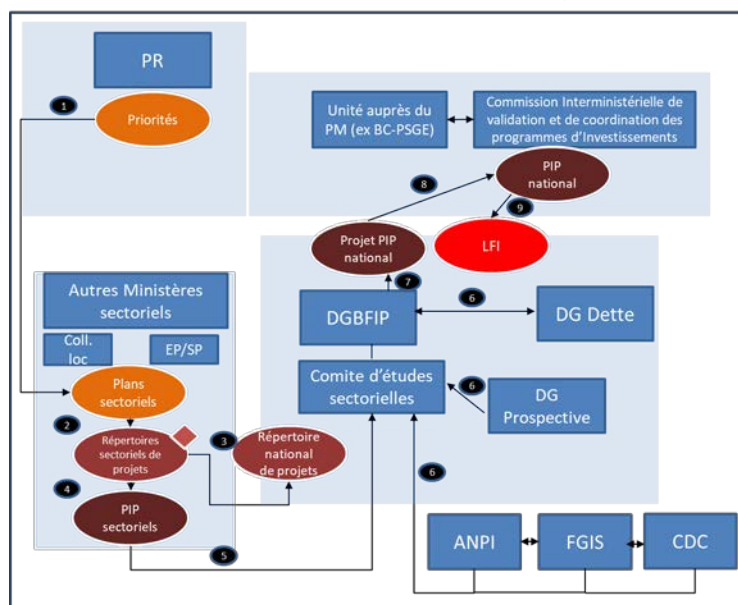 PR
1
Priorités
Unité auprès du
PM (ex BC-PSGE)
Commission Interministérielle de
validation et de coordination des
programmes d'Investissements
8
PIP
national
9
Projet PIP
national
LFI
7
Autres Ministères
sectoriels
Coll.
loc
EP/SP
DGBFIP
6
DG Dette
Plans
sectoriels
Comite d'études
sectorielles
6
DG
Prospective
2
Répertoires
sectoriels de
projets
3
Répertoire
national
de projets
4
6
PIP
sectoriels
5
ANPI
FGIS
CDC